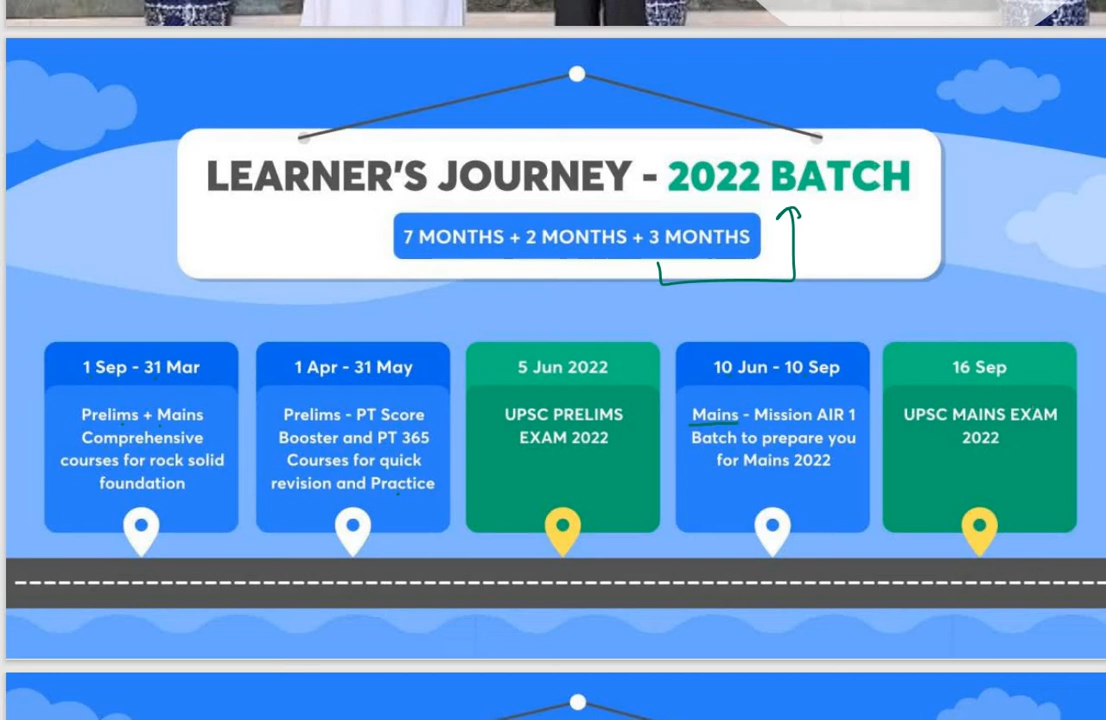 LEARNER'S JOURNEY - 2022 BATCH
7 MONTHS + 2 MONTHS + 3 MONTHS
1 Sep - 31 Mar
Prelims + Mains
Comprehensive
courses for rock solid
foundation
1 Apr - 31 May
Prelims - PT Score
Booster and PT 365
Courses for quick
revision and Practice
5 Jun 2022
UPSC PRELIMS
EXAM 2022
10 Jun - 10 Sep
Mains - Mission AIR 1
Batch to prepare you
for Mains 2022
16 Sep
UPSC MAINS EXAM
2022